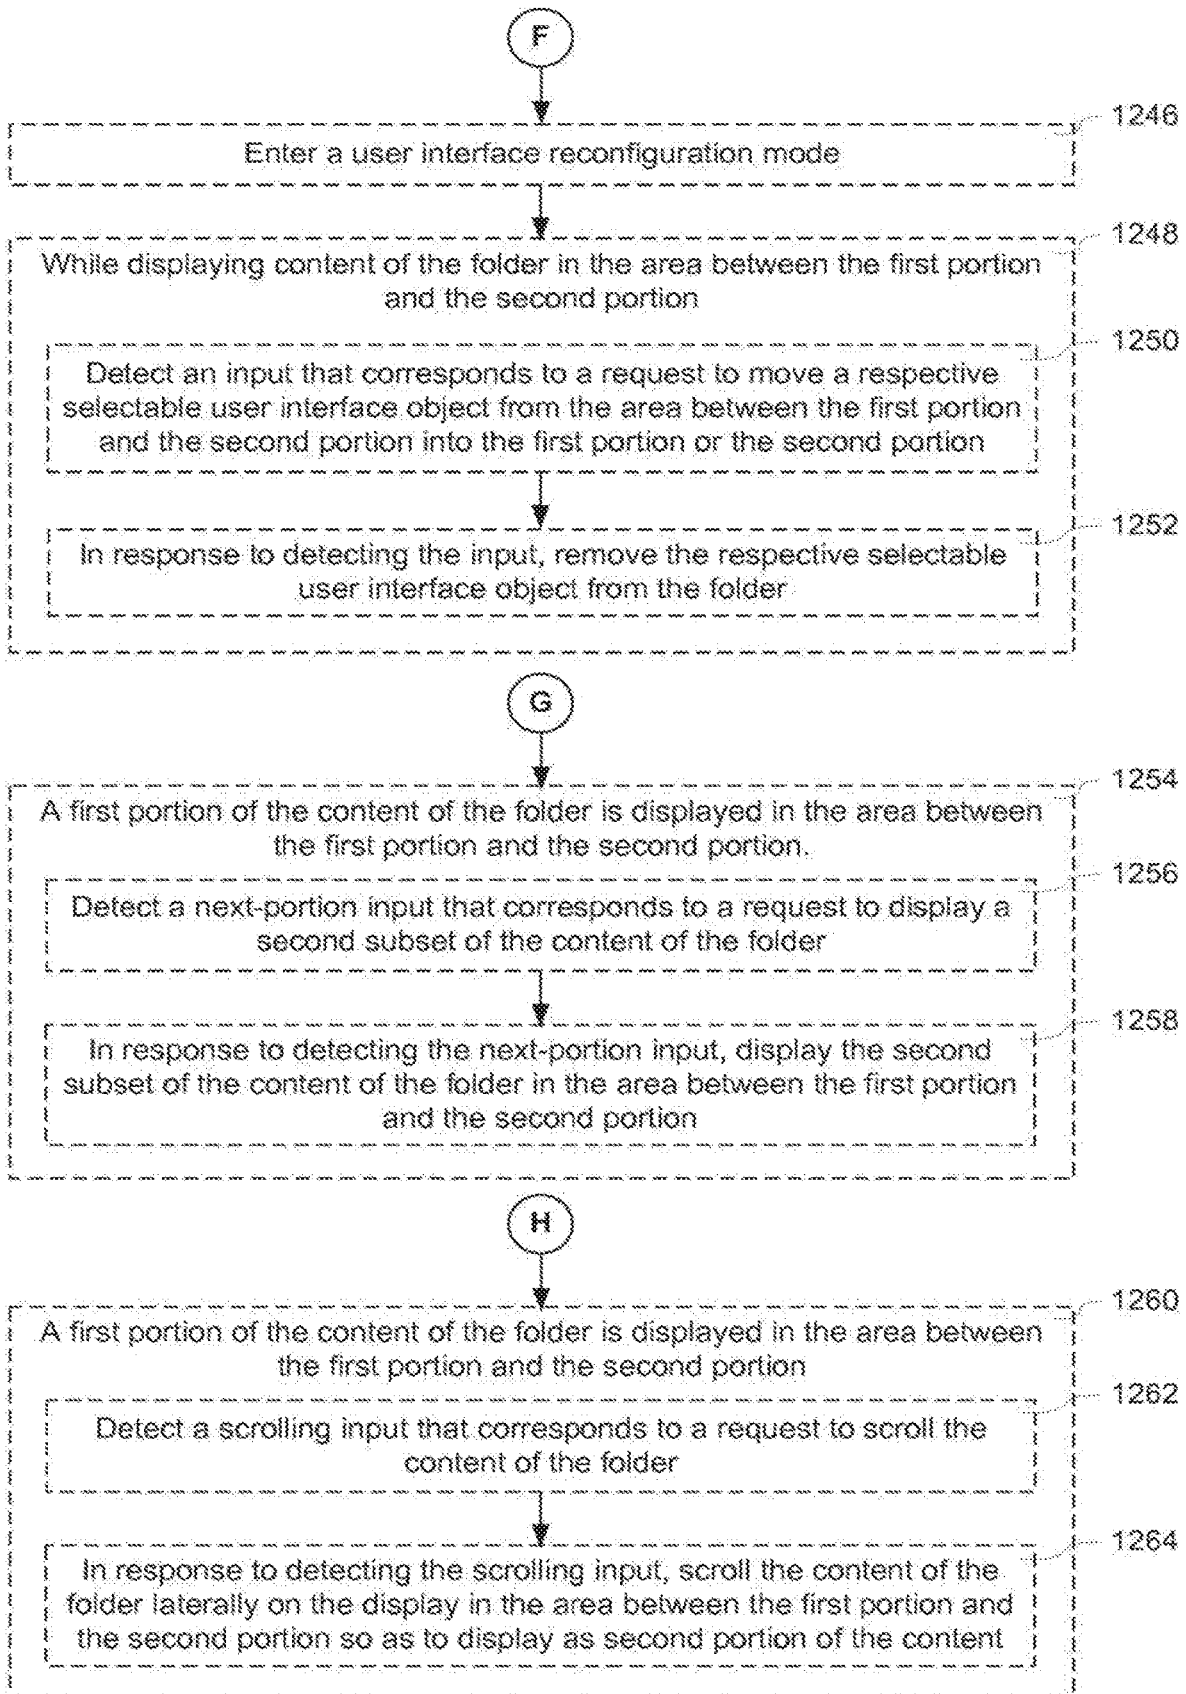 F
1246
Enter a user interface reconfiguration mode
1248
While displaying content of the folder in the area between the first portion
and the second portion
1250
Detect an input that corresponds to a request to move a respective
selectable user interface object from the area between the first portion
and the second portion into the first portion or the second portion
1252
In response to detecting the input, remove the respective selectable
user interface object from the folder
G
1254
A first portion of the content of the folder is displayed in the area between
the first portion and the second portion.
1256
Detect a next-portion input that corresponds to a request to display a
second subset of the content of the folder
1258
In response to detecting the next-portion input, display the second
subset of the content of the folder in the area between the first portion
and the second portion
H
1260
A first portion of the content of the folder is displayed in the area between
the first portion and the second portion
1262
Detect a scrolling input that corresponds to a request to scroll the
content of the folder
1264
In response to detecting the scrolling input, scroll the content of the
folder laterally on the display in the area between the first portion and
the second portion so as to display as second portion of the content